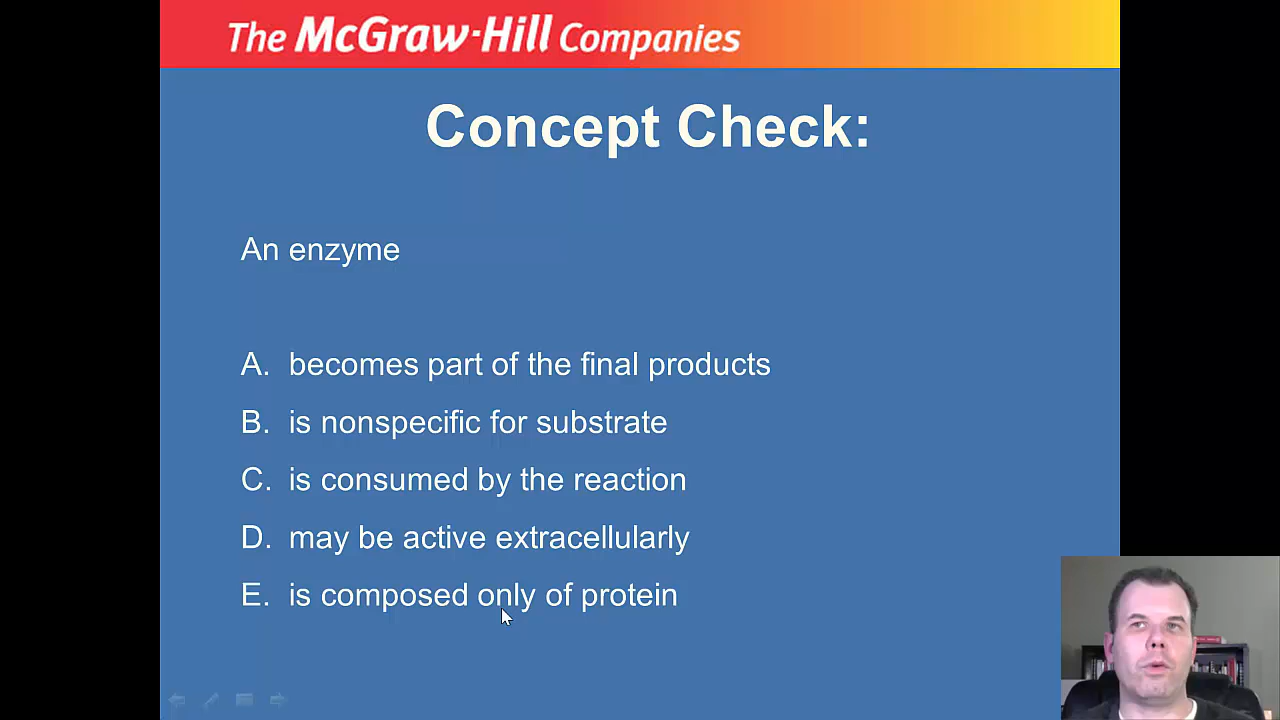 The McGraw-Hill Companies
Concept Check:
An enzyme
A. becomes part of the final products
B. is nonspecific for substrate
C. is consumed by the reaction
D. may be active extracellularly
E. is composed only of protein